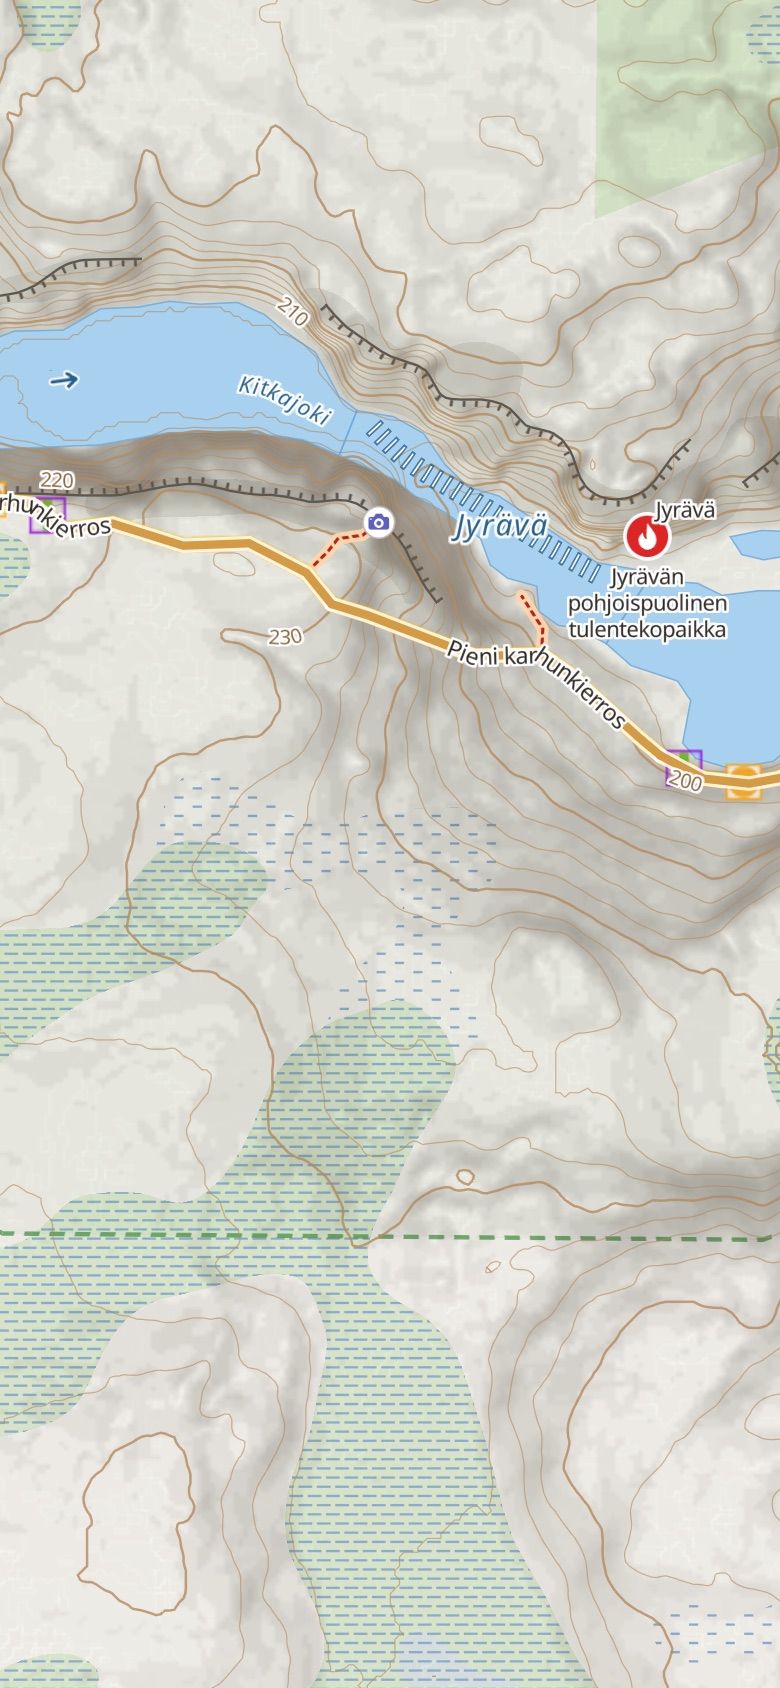 210
Kitkajoki
220
rhunkierros
Jyrävä
Jyrävä
Jyrävän
pohjoispuolinen
tulentekopaikka
230
Pieni karhunkierros
200